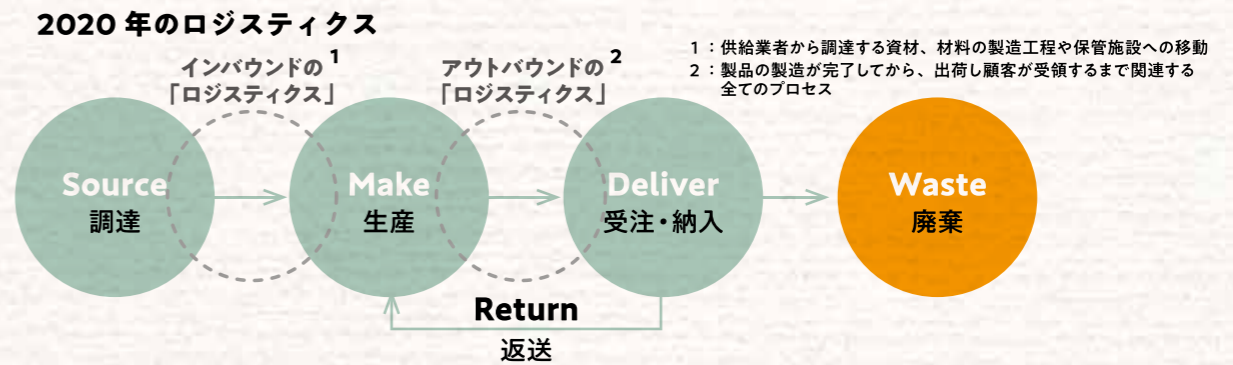 2020 年のロジスティクス
インバウンドの 1
「ロジスティクス」
アウトバウンドの 2
「ロジスティクス」
1 ：供給業者から調達する資材、材料の製造工程や保管施設への移動
2 ：製品の製造が完了してから、出荷し顧客が受領するまで関連する
全てのプロセス
Source
調達
Make
生産
Deliver
受注・納入
Waste
廃棄
Return
返送